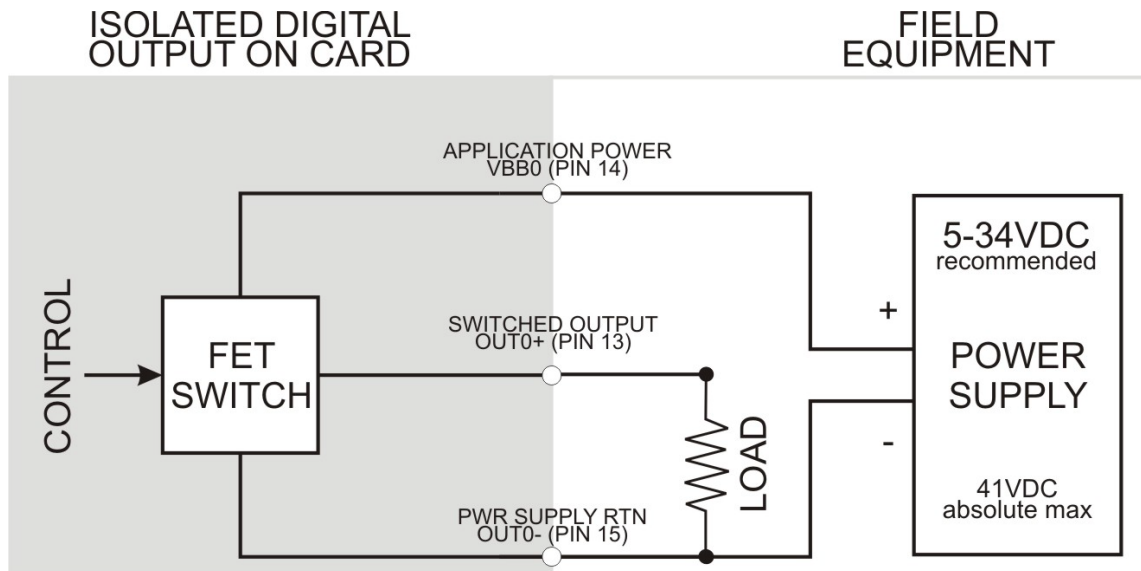 ISOLATED DIGITAL
OUTPUT ON CARD
FIELD
EQUIPMENT
APPLICATION POWER
VBB0 (PIN 14)
5-34VDC
recommended
CONTROL
FET
SWITCH
SWITCHED OUTPUT
OUT0+ (PIN 13)
LOAD
+
-
POWER
SUPPLY
PWR SUPPLY RTN
OUT0- (PIN 15)
41VDC
absolute max